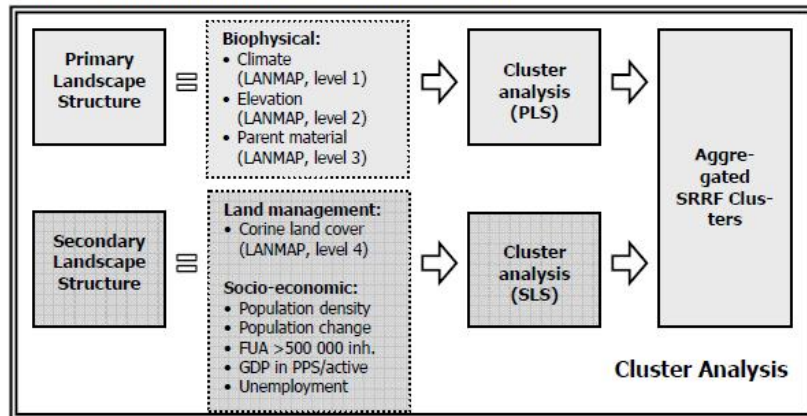 Primary
Landscape
Structure
=
Biophysical:
• Climate
(LANMAP, level 1)
• Elevation
(LANMAP, level 2)
• Parent material
(LANMAP, level 3)
Cluster
analysis
(PLS)
Aggre-
gated
SRRF Clus-
ters
Secondary
Landscape
Structure
=
Land management:
• Corine land cover
(LANMAP, level 4)
Socio-economic:
• Population density
• Population change
• FUA >500 000 inh.
• GDP in PPS/active
• Unemployment
Cluster
analysis
(SLS)
Cluster Analysis